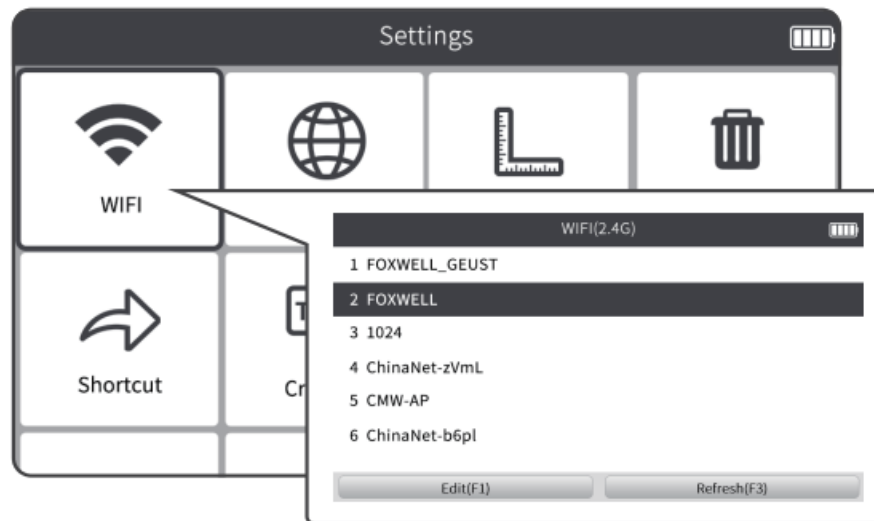 Settings
WIFI
Shortcut
Cr
WIFI(2.4G)
1 FOXWELL_GEUST
2 FOXWELL
3 1024
4 ChinaNet-zVmL
5 CMW-AP
6 ChinaNet-b6pl
Edit(F1)
Refresh(F3)